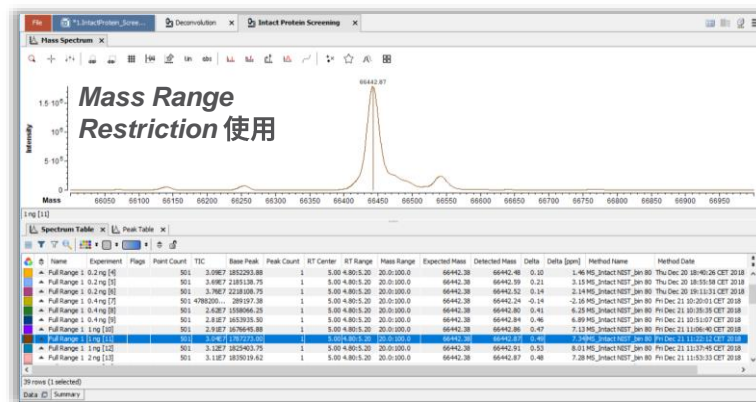 File *1.IntactProtein_Scree... Deconvolution x Intact Protein Screening x
Mass Spectrum x
lin abs
66442.87
Mass Range
Restriction 使用
1.5·10⁶
10⁶
5·10⁵
0
Intensity
Mass 66050 66100 66150 66200 66250 66300 66350 66400 66450 66500 66550 66600 66650 66700 66750 66800 66850 66900 66950
1 ng [11]
Spectrum Table x Peak Table x
Name Experiment Flags Point Count TIC Base Peak Peak Count RT Center RT Range Mass Range Expected Mass Detected Mass Delta Delta [ppm] Method Name Method Date
Full Range 1 0.2 ng [4] 501 3.09E7 1852293.88 1 5.00 4.80:5.20 20.0:100.0 66442.38 66442.48 0.10 1.46 MS_Intact NIST_bin 80 Thu Dec 20 18:40:26 CET 2018
Full Range 1 0.2 ng [5] 501 3.69E7 2185138.75 1 5.00 4.80:5.20 20.0:100.0 66442.38 66442.59 0.21 3.15 MS_Intact NIST_bin 80 Thu Dec 20 18:55:58 CET 2018
Full Range 1 0.2 ng [6] 501 3.76E7 2218108.75 1 5.00 4.80:5.20 20.0:100.0 66442.38 66442.52 0.14 2.14 MS_Intact NIST_bin 80 Thu Dec 20 19:11:31 CET 2018
Full Range 1 0.4 ng [7] 501 4788200... 289197.38 1 5.00 4.80:5.20 20.0:100.0 66442.38 66442.24 -0.14 -2.16 MS_Intact NIST_bin 80 Fri Dec 21 10:20:01 CET 2018
Full Range 1 0.4 ng [8] 501 2.62E7 1558066.25 1 5.00 4.80:5.20 20.0:100.0 66442.38 66442.80 0.41 6.25 MS_Intact NIST_bin 80 Fri Dec 21 10:35:35 CET 2018
Full Range 1 0.4 ng [9] 501 2.81E7 1653935.50 1 5.00 4.80:5.20 20.0:100.0 66442.38 66442.84 0.46 6.89 MS_Intact NIST_bin 80 Fri Dec 21 10:51:07 CET 2018
Full Range 1 1 ng [10] 501 2.91E7 1676645.88 1 5.00 4.80:5.20 20.0:100.0 66442.38 66442.86 0.47 7.13 MS_Intact NIST_bin 80 Fri Dec 21 11:06:40 CET 2018
Full Range 1 1 ng [11] 501 3.04E7 1787273.00 1 5.00 4.80:5.20 20.0:100.0 66442.38 66442.87 0.49 7.34 MS_Intact NIST_bin 80 Fri Dec 21 11:22:12 CET 2018
Full Range 1 1 ng [12] 501 3.12E7 1825403.75 1 5.00 4.80:5.20 20.0:100.0 66442.38 66442.91 0.53 8.01 MS_Intact NIST_bin 80 Fri Dec 21 11:37:45 CET 2018
Full Range 1 2 ng [13] 501 3.11E7 1835019.62 1 5.00 4.80:5.20 20.0:100.0 66442.38 66442.87 0.48 7.28 MS_Intact NIST_bin 80 Fri Dec 21 11:53:33 CET 2018
39 rows (1 selected)
Data Summary